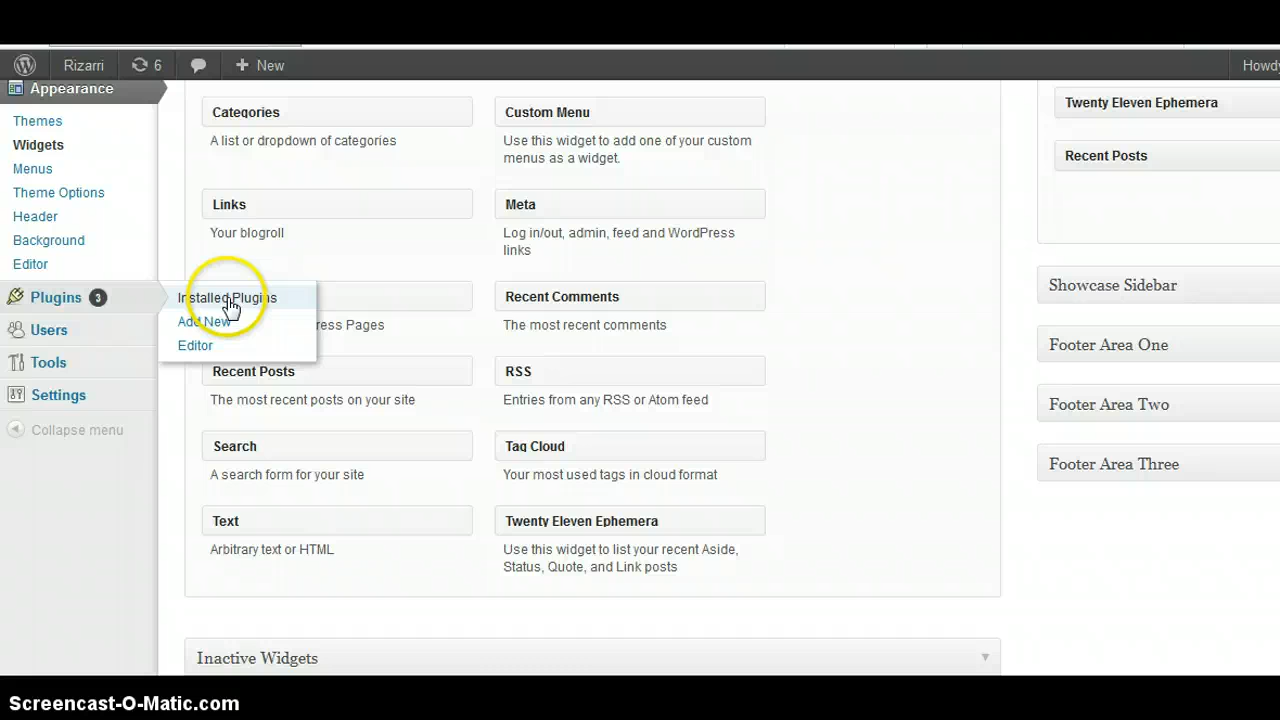 Rizarri
6
New
Howdy
Appearance
Themes
Widgets
Menus
Theme Options
Header
Background
Editor
Plugins 3
Users
Tools
Settings
Collapse menu
Installed Plugins
Add New
Editor
Categories
A list or dropdown of categories
Custom Menu
Use this widget to add one of your custom
menus as a widget.
Links
Your blogroll
Meta
Log in/out, admin, feed and WordPress
links
ress Pages
Recent Comments
The most recent comments
Recent Posts
The most recent posts on your site
RSS
Entries from any RSS or Atom feed
Search
A search form for your site
Tag Cloud
Your most used tags in cloud format
Text
Arbitrary text or HTML
Twenty Eleven Ephemera
Use this widget to list your recent Aside,
Status, Quote, and Link posts
Inactive Widgets
Twenty Eleven Ephemera
Recent Posts
Showcase Sidebar
Footer Area One
Footer Area Two
Footer Area Three
Screencast-O-Matic.com